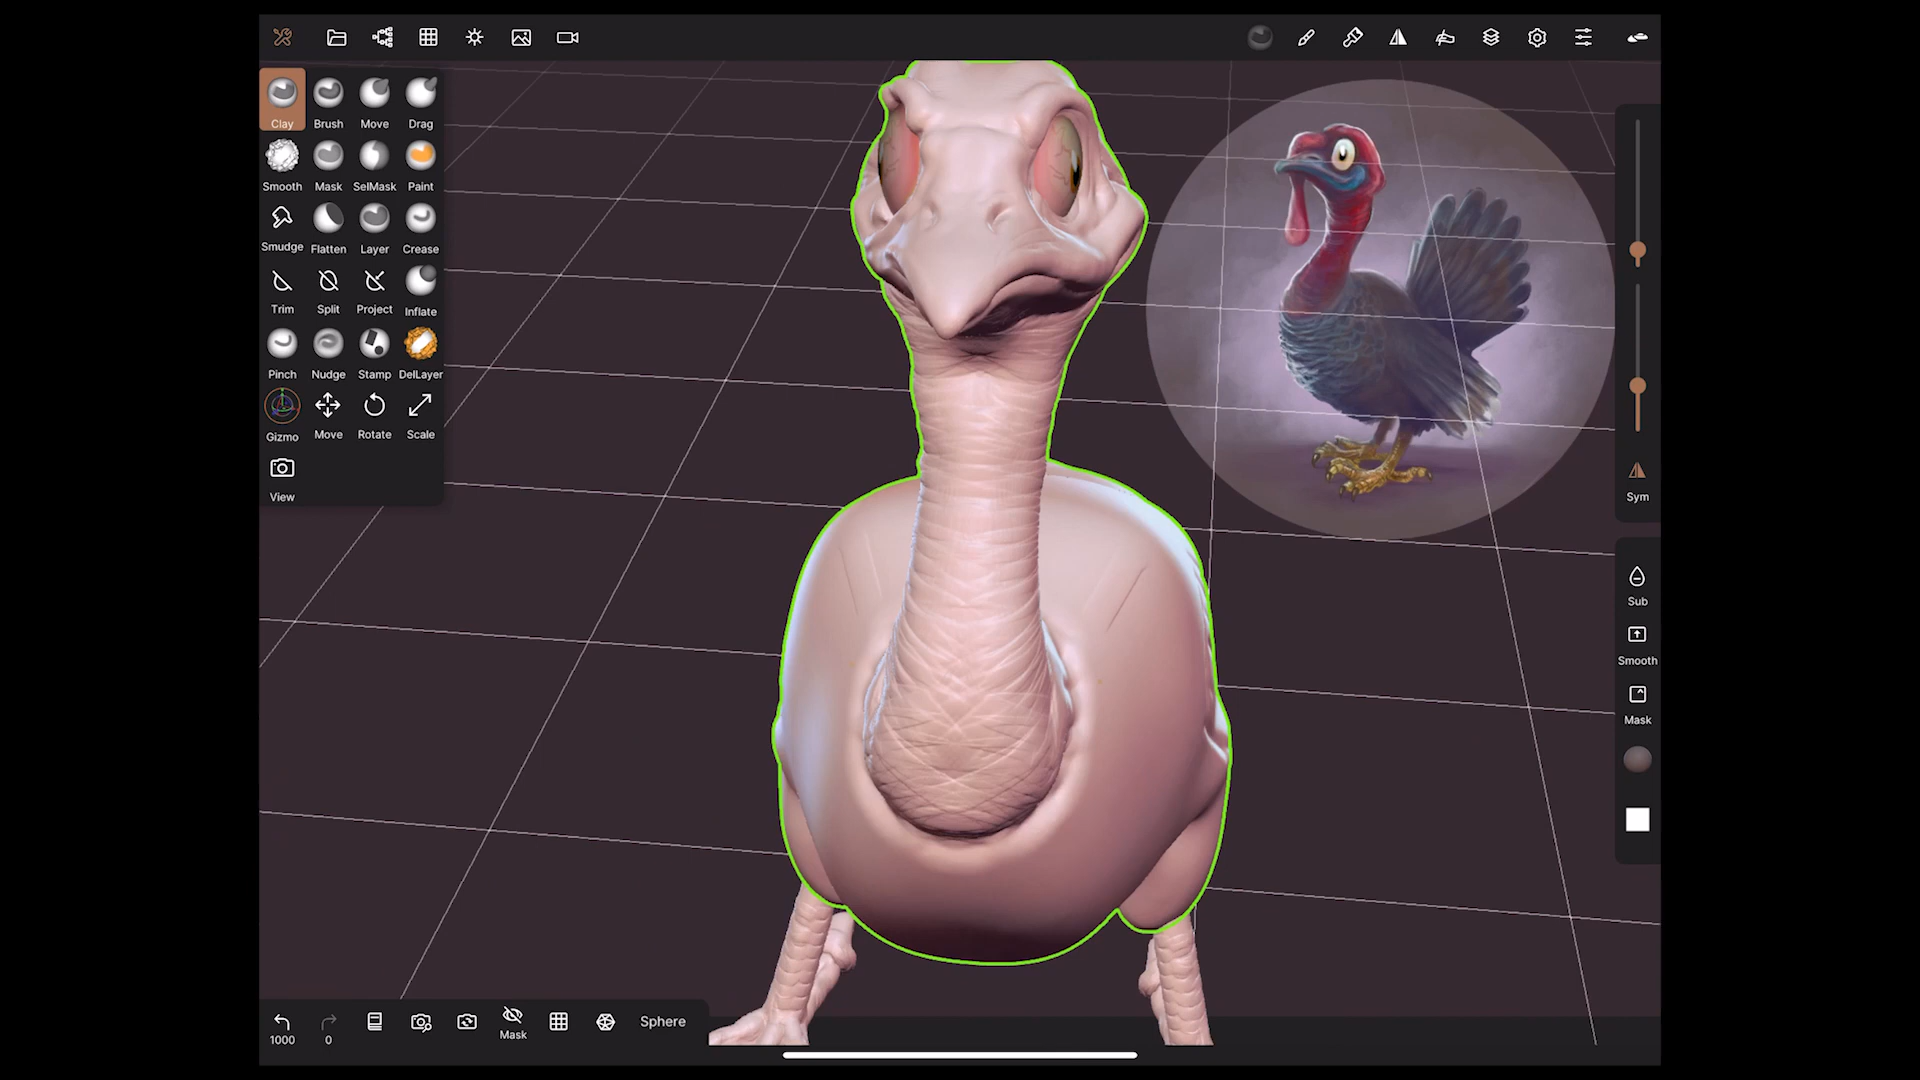 Clay Brush Move Drag
Smooth Mask SelMask Paint
Smudge Flatten Layer Crease
Trim Split Project Inflate
Pinch Nudge Stamp DelLayer
Gizmo Move Rotate Scale
View
Sym
Sub
Smooth
Mask
1000 0 Mask Sphere